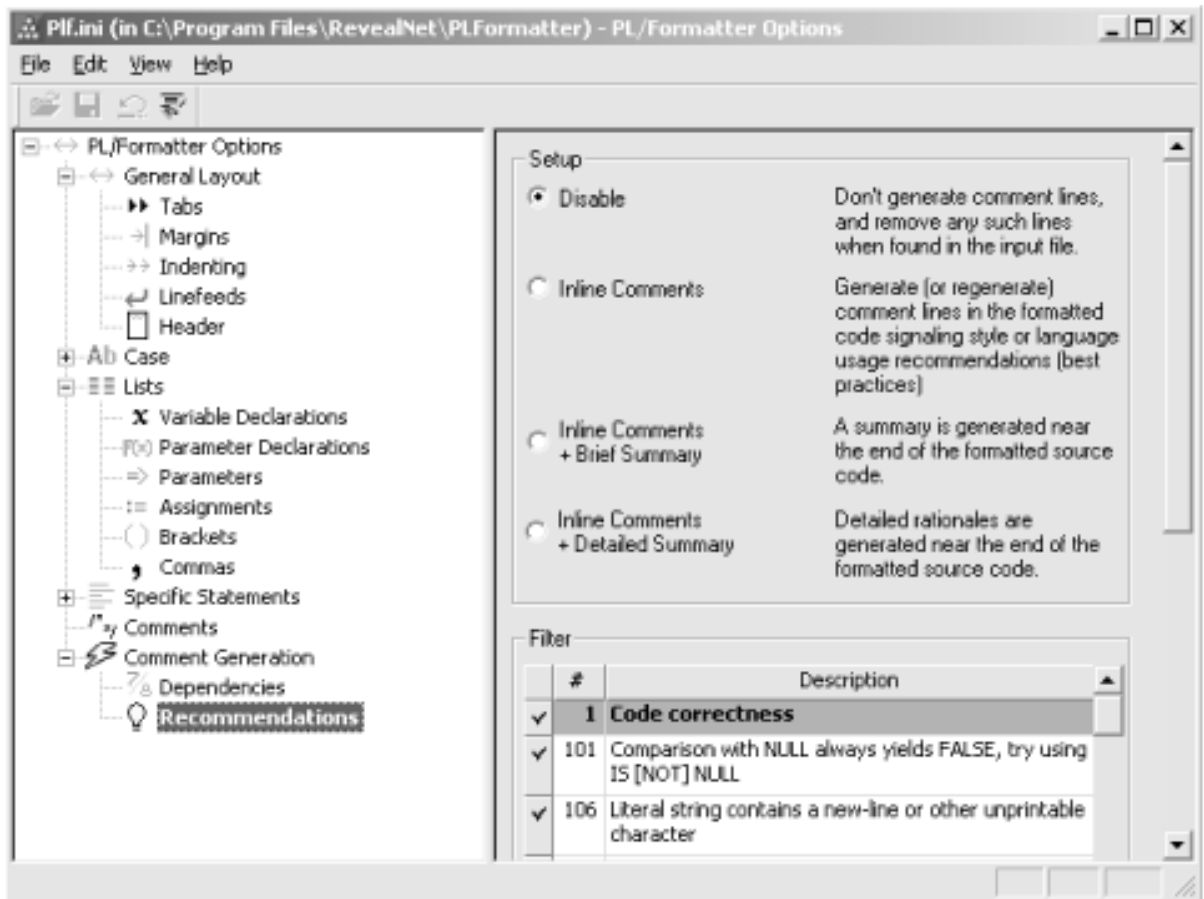 Plf.ini (in C:\Program Files\RevealNet\PLFormatter) - PL/Formatter Options
File Edit View Help
PL/Formatter Options
General Layout
Tabs
Margins
Indenting
Linefeeds
Header
Ab Case
Lists
x Variable Declarations
F(x) Parameter Declarations
=> Parameters
:= Assignments
( ) Brackets
, Commas
Specific Statements
Comments
Comment Generation
Dependencies
Recommendations
Setup
Disable
Don't generate comment lines,
and remove any such lines
when found in the input file.
Inline Comments
Generate (or regenerate)
comment lines in the formatted
code signaling style or language
usage recommendations (best
practices)
Inline Comments
+ Brief Summary
A summary is generated near
the end of the formatted source
code.
Inline Comments
+ Detailed Summary
Detailed rationales are
generated near the end of the
formatted source code.
Filter
# Description
1 Code correctness
101 Comparison with NULL always yields FALSE, try using
IS [NOT] NULL
106 Literal string contains a new-line or other unprintable
character